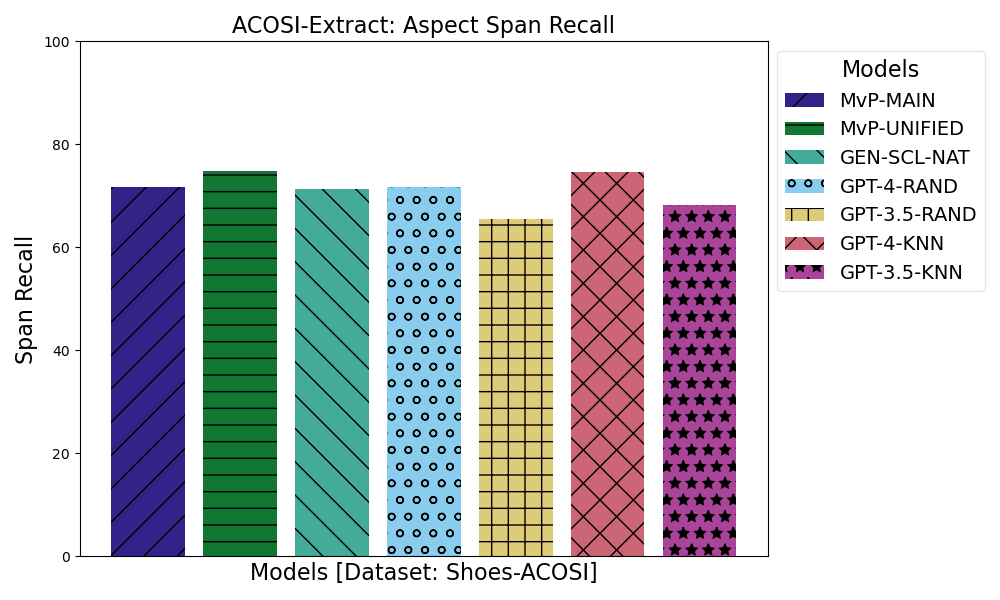 ACOSI-Extract: Aspect Span Recall
100
80
60
40
20
0
Span Recall
Models [Dataset: Shoes-ACOSI]
Models
MvP-MAIN
MvP-UNIFIED
GEN-SCL-NAT
GPT-4-RAND
GPT-3.5-RAND
GPT-4-KNN
GPT-3.5-KNN